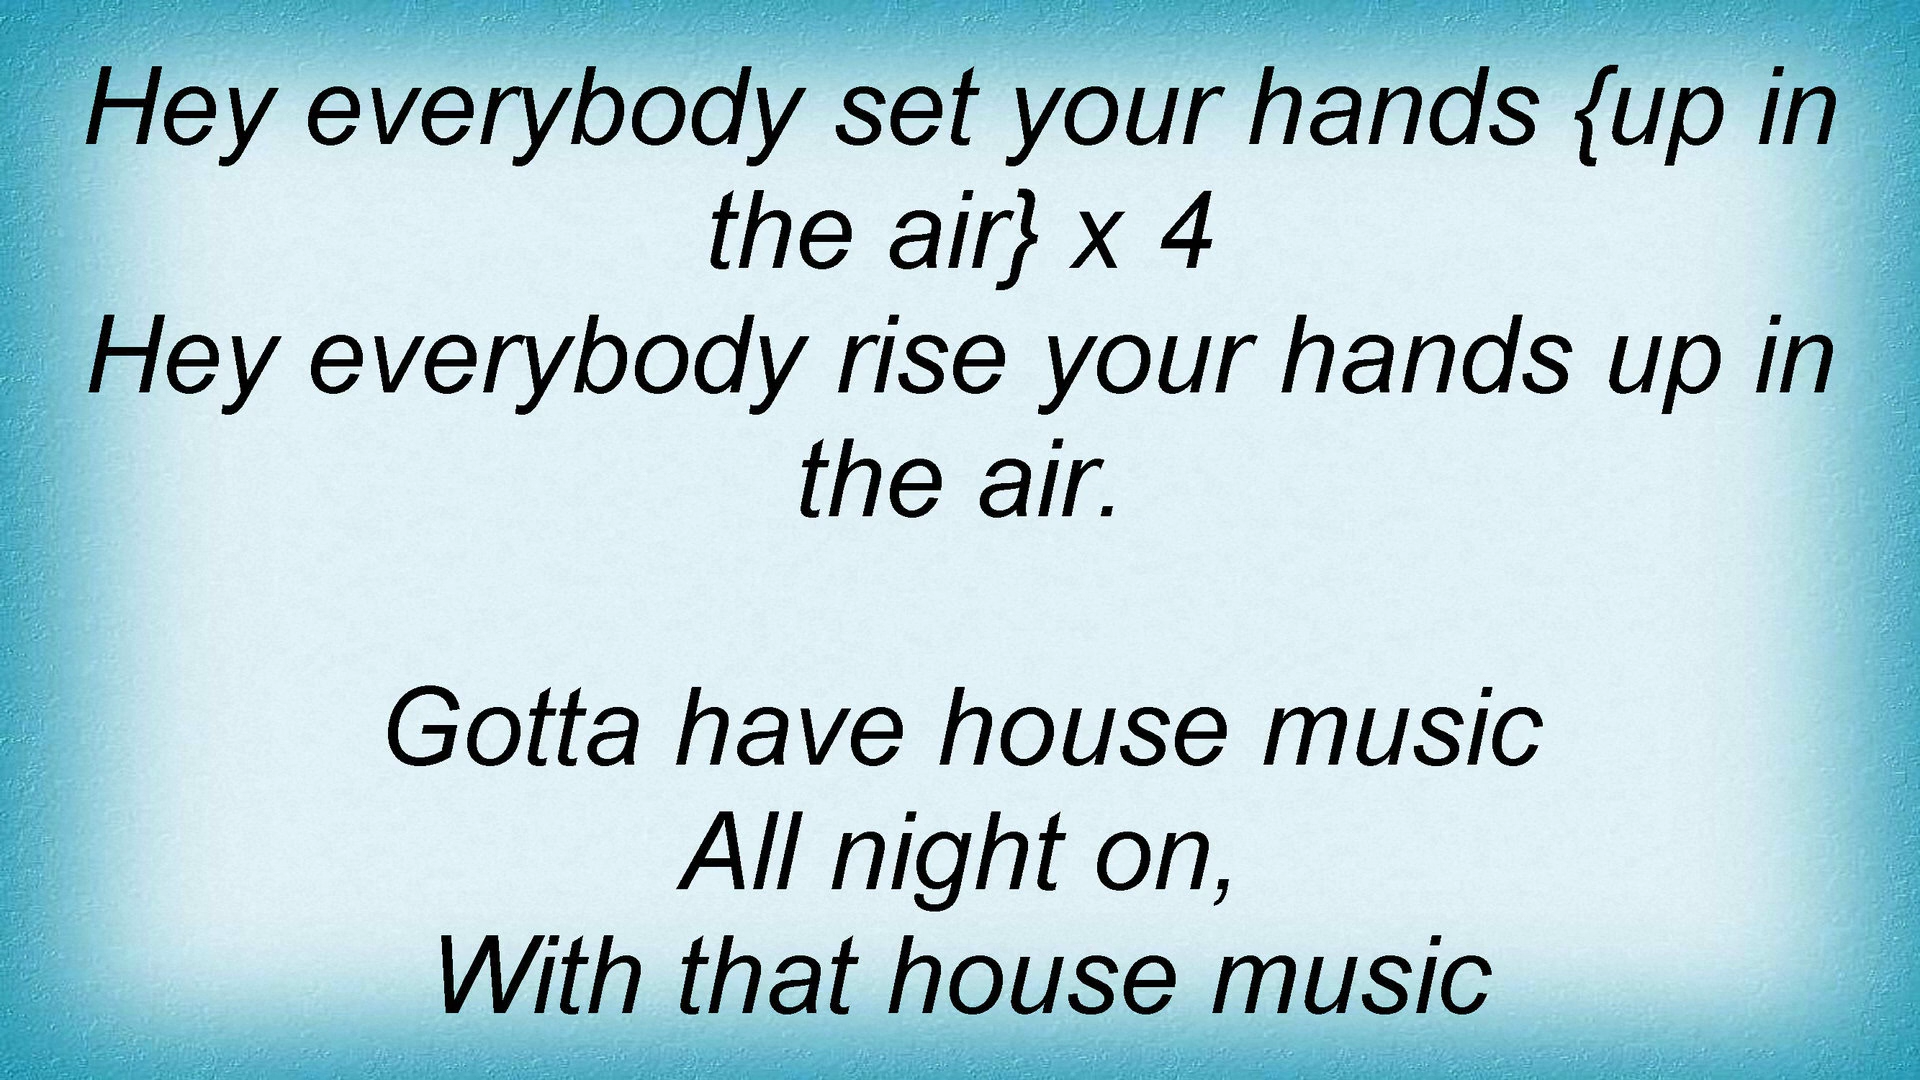 Hey everybody set your hands {up in
the air} x 4
Hey everybody rise your hands up in
the air.
Gotta have house music
All night on,
With that house music